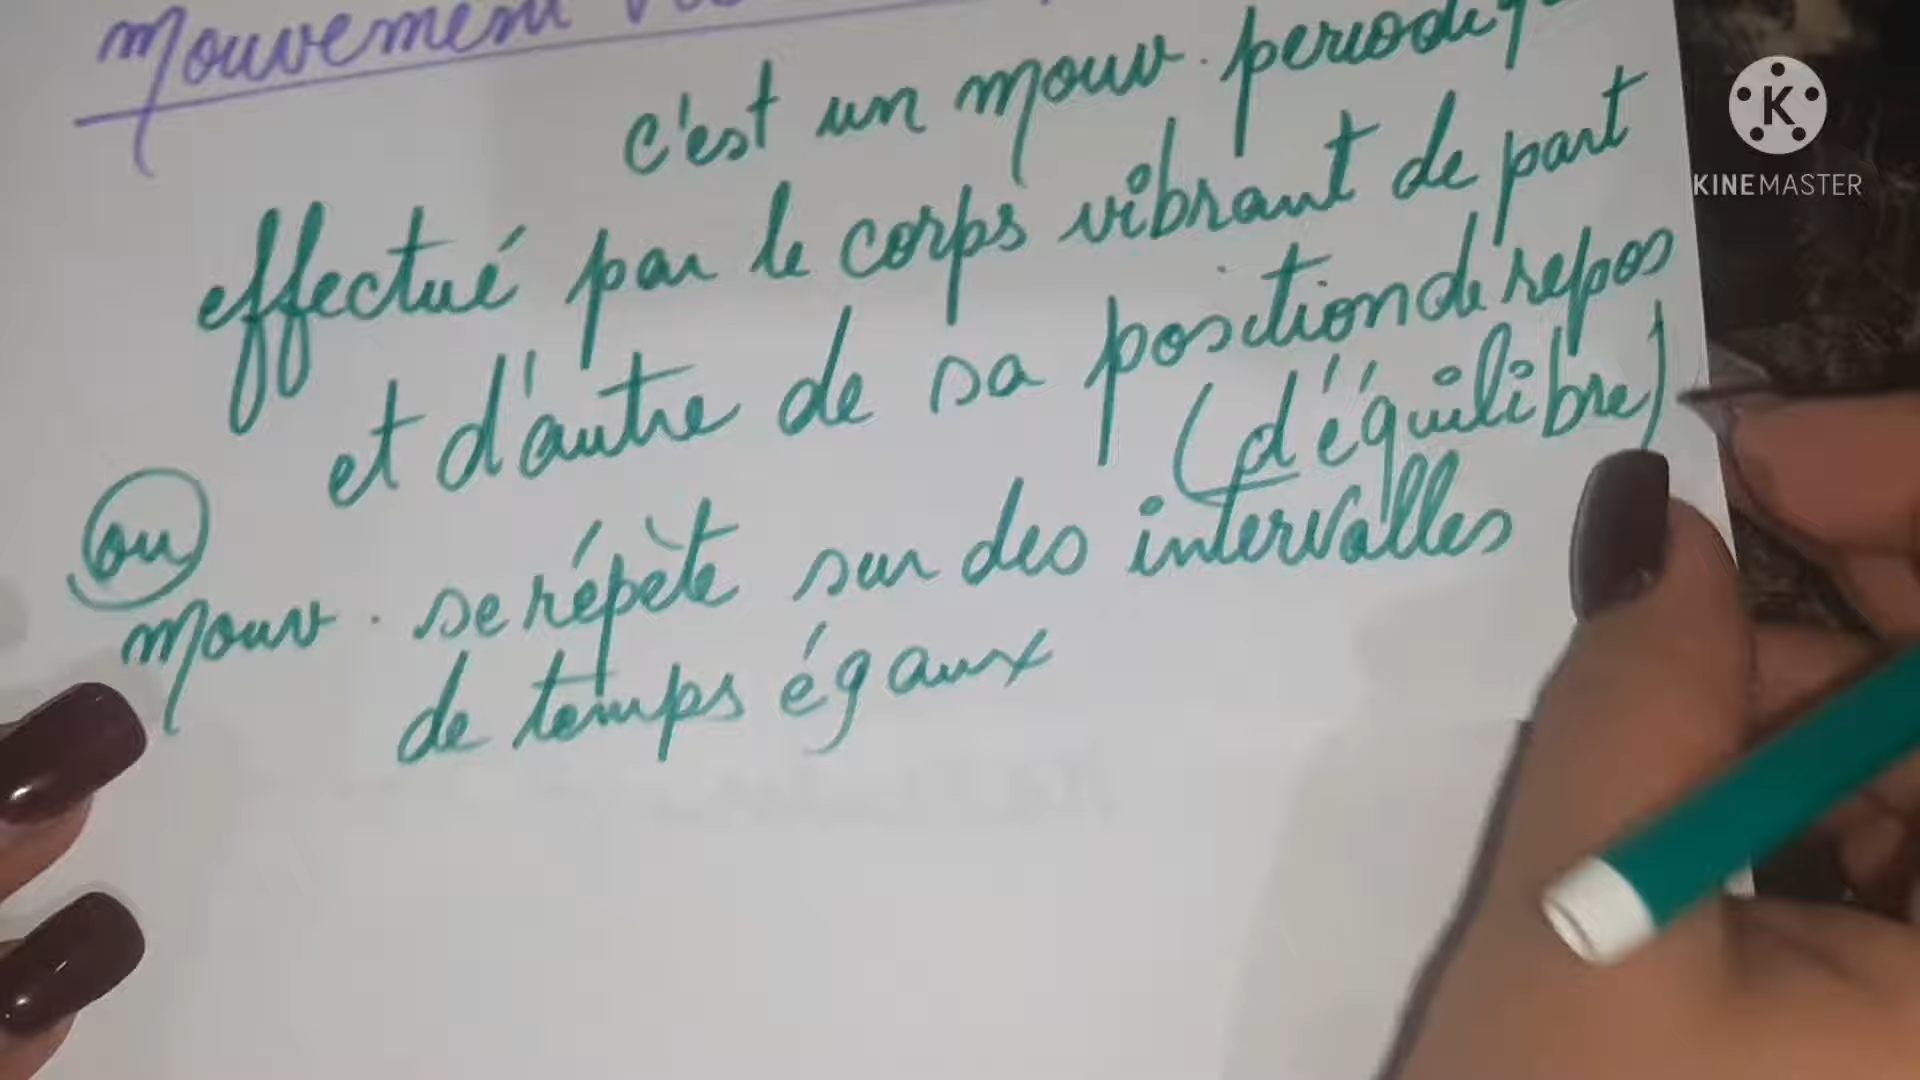 Mouvement
c'est un mouv. periodiq
effectué par le corps vibrant de part
et d'autre de sa position de repos
(d'équilibre)
ou
mouv. se répète sur des intervalles
de temps égaux
K
KINEMASTER